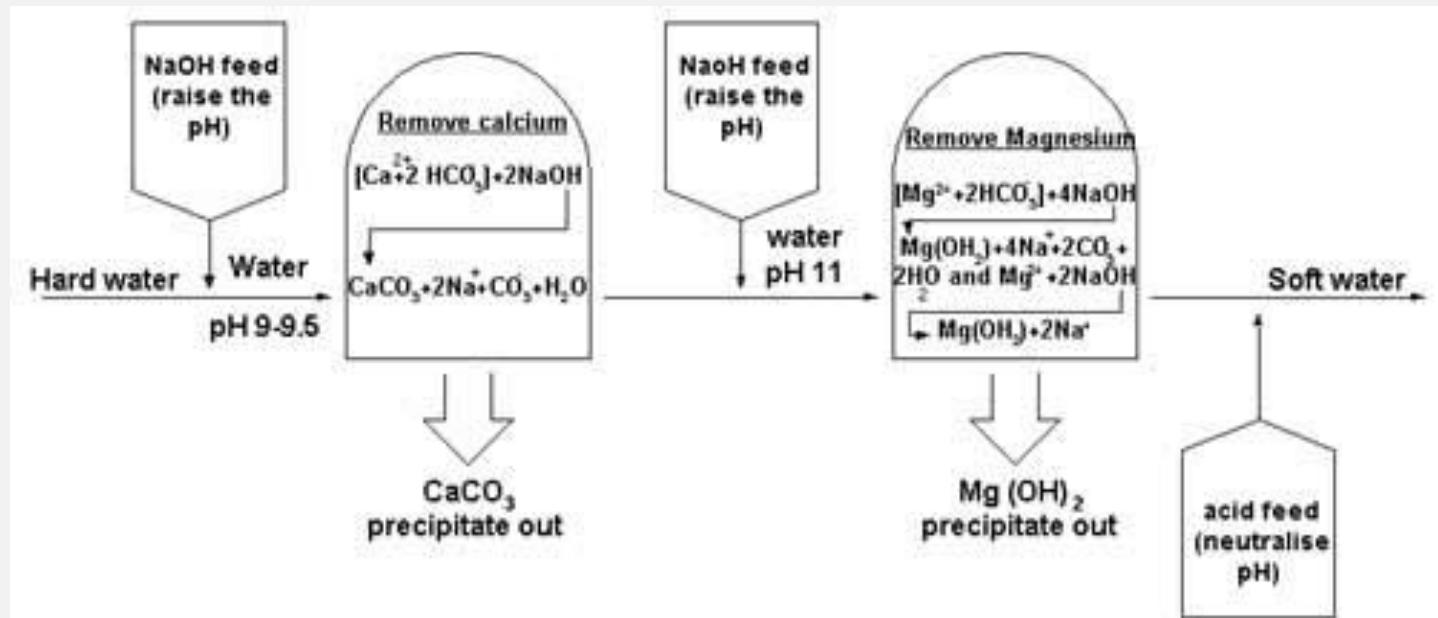 NaOH feed
(raise the
pH)
Hard water
Water
pH 9-9.5
Remove calcium
[Ca²⁺+2 HCO₃⁻]+2NaOH
CaCO₃+2Na⁺+CO₃⁻+H₂O
CaCO₃
precipitate out
NaoH feed
(raise the
pH)
water
pH 11
Remove Magnesium
[Mg²⁺+2HCO₃⁻]+4NaOH
Mg(OH₂)+4Na⁺+2CO₃⁻+
2HO and Mg²⁺+2NaOH
2
Mg(OH₂)+2Na⁺
Mg (OH)₂
precipitate out
Soft water
acid feed
(neutralise
pH)